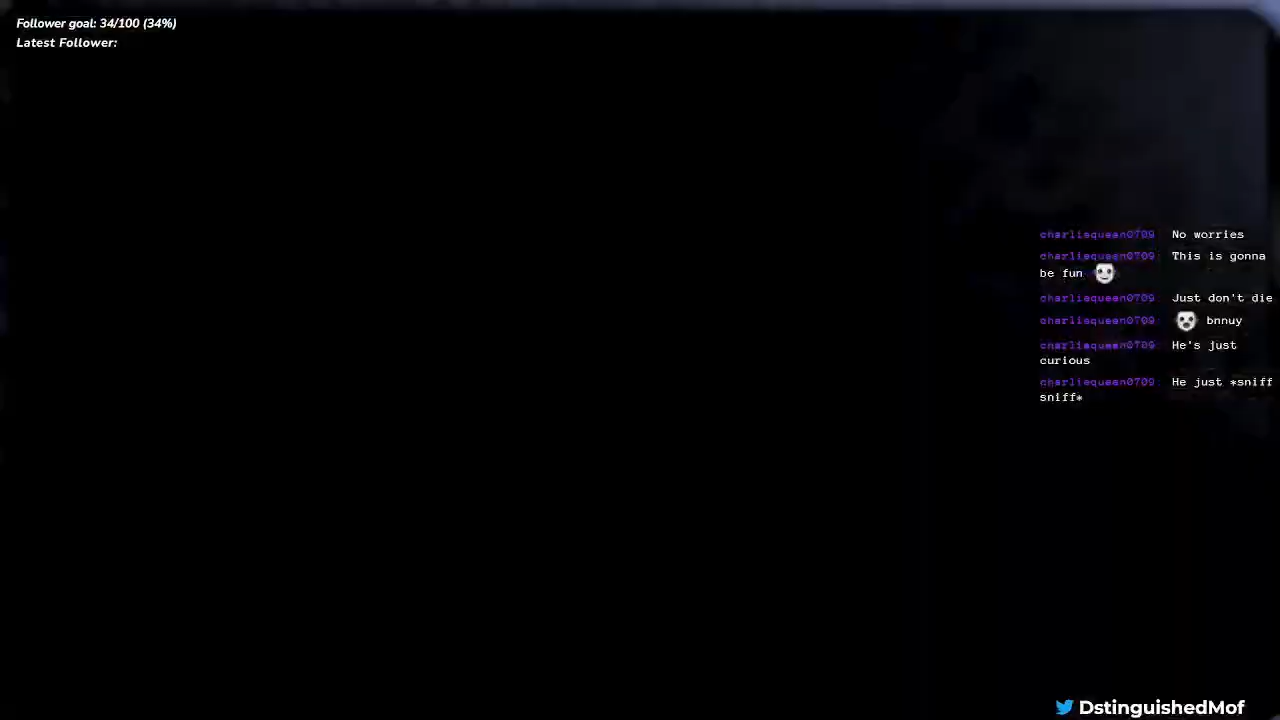 Follower goal: 34/100 (34%)
Latest Follower:
charliequeen0709 No worries
charliequeen0709 This is gonna
be fun
charliequeen0709 Just don't die
charliequeen0709 bnnuy
charliequeen0709 He's just
curious
charliequeen0709 He just *sniff
sniff*
DstinguishedMof